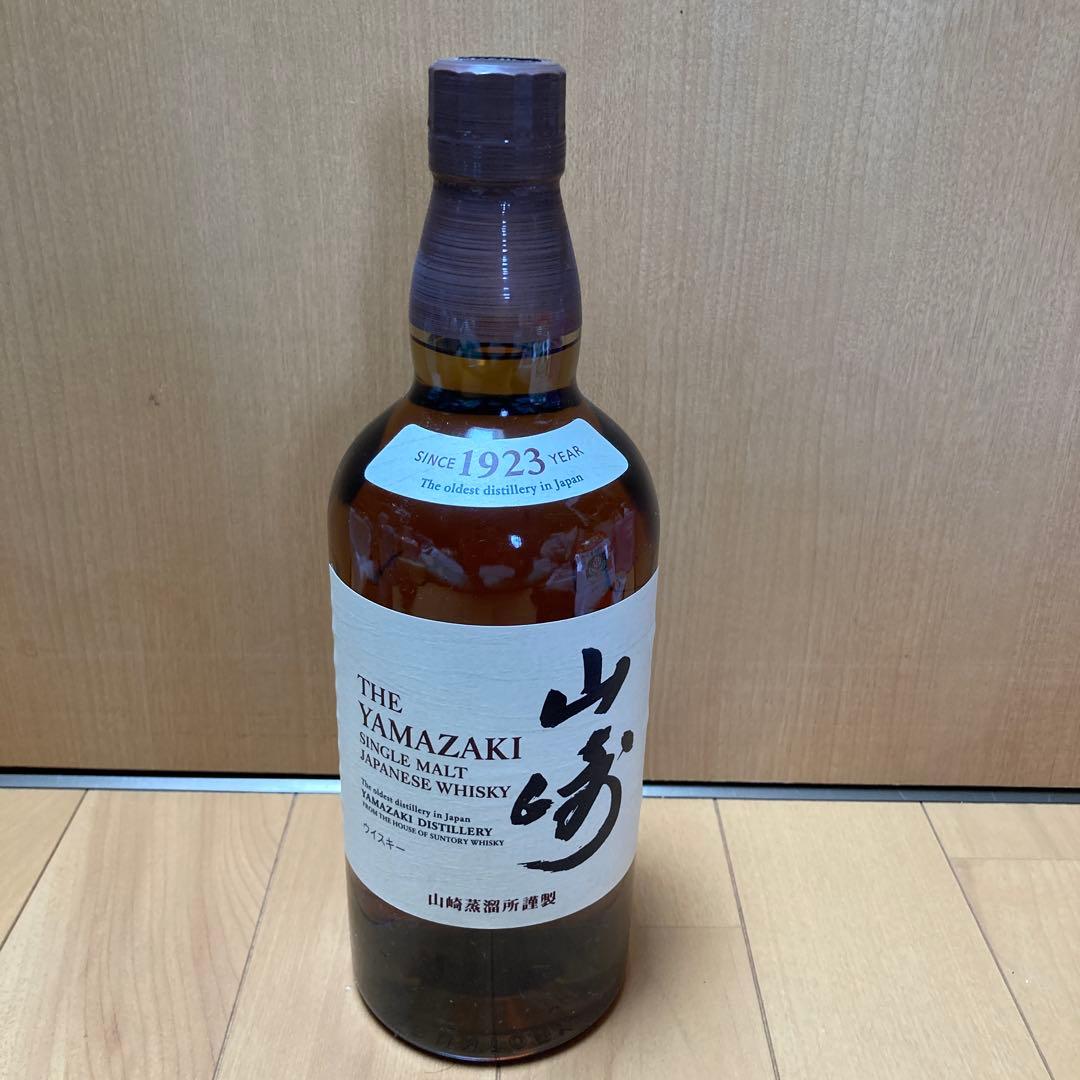 SINCE 1923 YEAR
The oldest distillery in Japan
THE
YAMAZAKI
SINGLE MALT
JAPANESE WHISKY
The oldest distillery in Japan
YAMAZAKI DISTILLERY
FROM THE HOUSE OF SUNTORY WHISKY
ウイスキー
山崎
山崎蒸溜所謹製